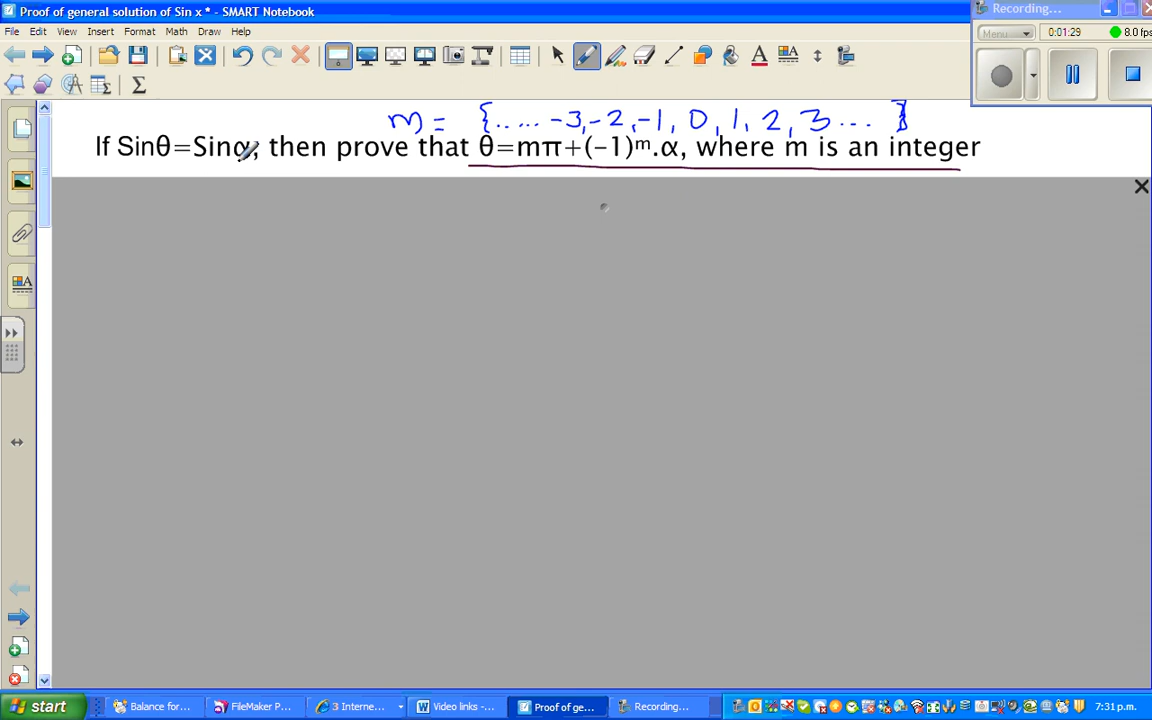 Proof of general solution of Sin x * - SMART Notebook
Recording...
File Edit View Insert Format Math Draw Help
Menu 0:01:29 8.0 fps
m = {..... -3, -2, -1, 0, 1, 2, 3 ... }
If Sinθ=Sinα, then prove that θ=mπ+(−1)ᵐ.α, where m is an integer
start Balance for... FileMaker P... 3 Interne... Video links -... Proof of ge... Recording... 7:31 p.m.